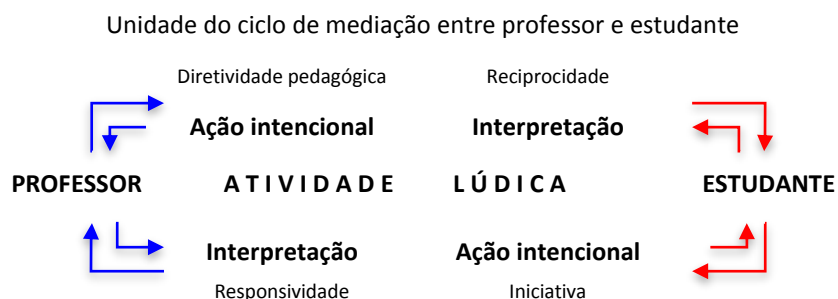 Unidade do ciclo de mediação entre professor e estudante
Diretividade pedagógica Reciprocidade
Ação intencional Interpretação
PROFESSOR A T I V I D A D E L Ú D I C A ESTUDANTE
Interpretação Ação intencional
Responsividade Iniciativa